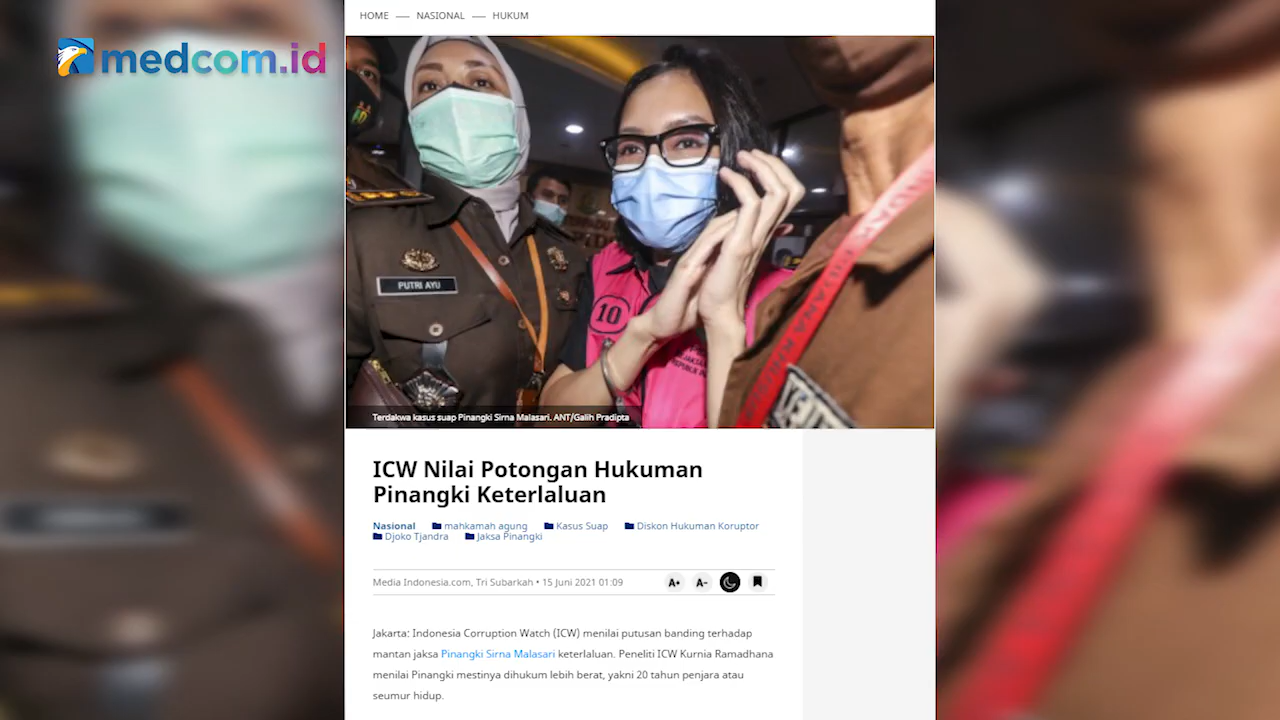 HOME — NASIONAL — HUKUM
medcom.id
PUTRI AYU
10
Terdakwa kasus suap Pinangki Sirna Malasari. ANT/Galih Pradipta
ICW Nilai Potongan Hukuman
Pinangki Keterlaluan
Nasional mahkamah agung Kasus Suap Diskon Hukuman Koruptor
Djoko Tjandra Jaksa Pinangki
Media Indonesia.com, Tri Subarkah • 15 Juni 2021 01:09
A+ A-
Jakarta: Indonesia Corruption Watch (ICW) menilai putusan banding terhadap
mantan jaksa Pinangki Sirna Malasari keterlaluan. Peneliti ICW Kurnia Ramadhana
menilai Pinangki mestinya dihukum lebih berat, yakni 20 tahun penjara atau
seumur hidup.